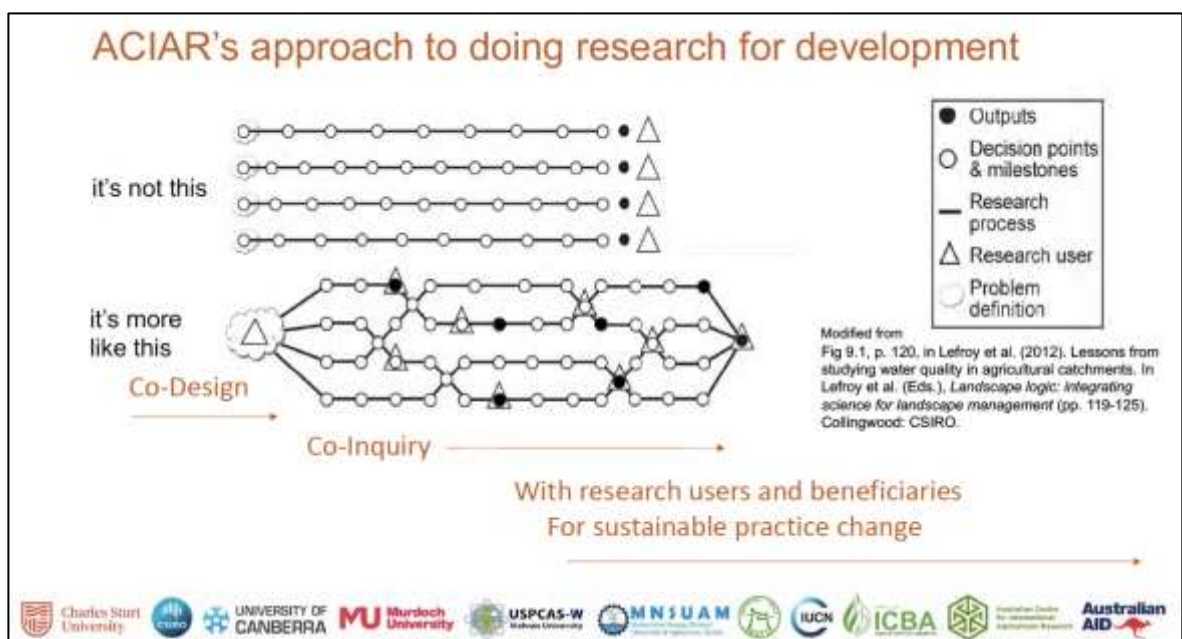 ACIAR's approach to doing research for development
it's not this
it's more
like this
Co-Design
Co-Inquiry
With research users and beneficiaries
For sustainable practice change
Outputs
Decision points
& milestones
Research
process
Research user
Problem
definition
Modified from
Fig 9.1, p. 120, in Lefroy et al. (2012). Lessons from
studying water quality in agricultural catchments. In
Lefroy et al. (Eds.), Landscape logic: integrating
science for landscape management (pp. 119-125).
Collingwood: CSIRO.
Charles Sturt
University
CSIRO
UNIVERSITY OF
CANBERRA
MU Murdoch
University
USPCAS-W
MNSUAM
IUCN
ICBA
Australian
AID